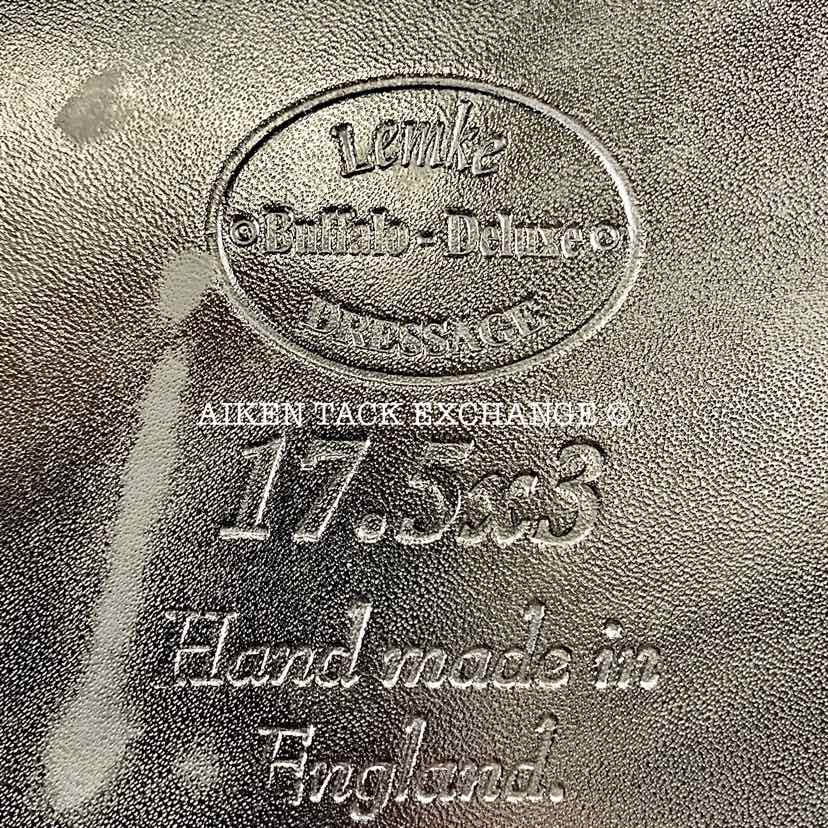 Lemke
©Buffalo - Deluxe©
DRESSAGE
AIKEN TACK EXCHANGE ©
17.5x3
Hand made in
England.